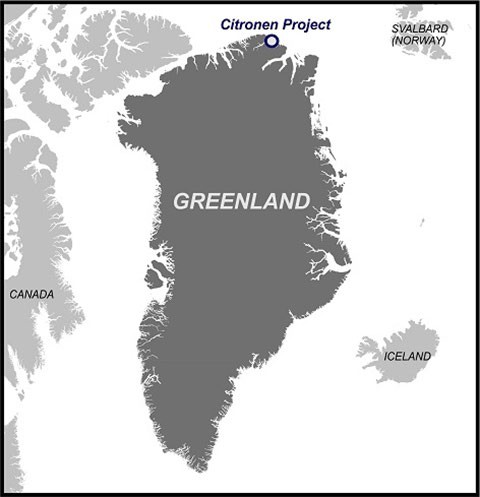 Citronen Project
SVALBARD
(NORWAY)
GREENLAND
CANADA
ICELAND